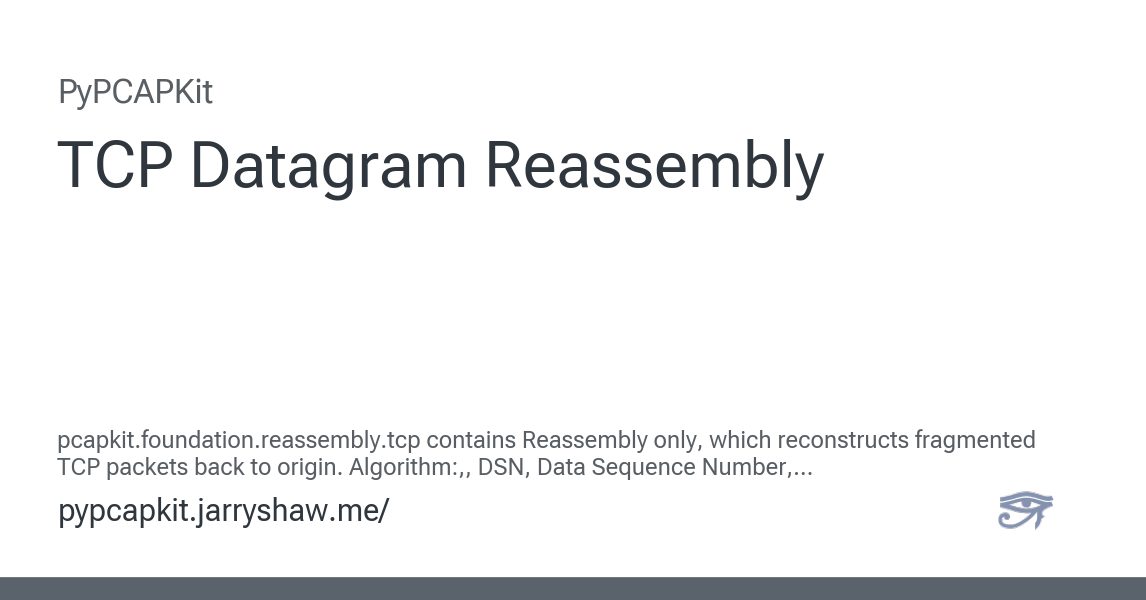 PyPCAPKit
TCP Datagram Reassembly
pcapkit.foundation.reassembly.tcp contains Reassembly only, which reconstructs fragmented
TCP packets back to origin. Algorithm:,, DSN, Data Sequence Number,...
pypcapkit.jarryshaw.me/